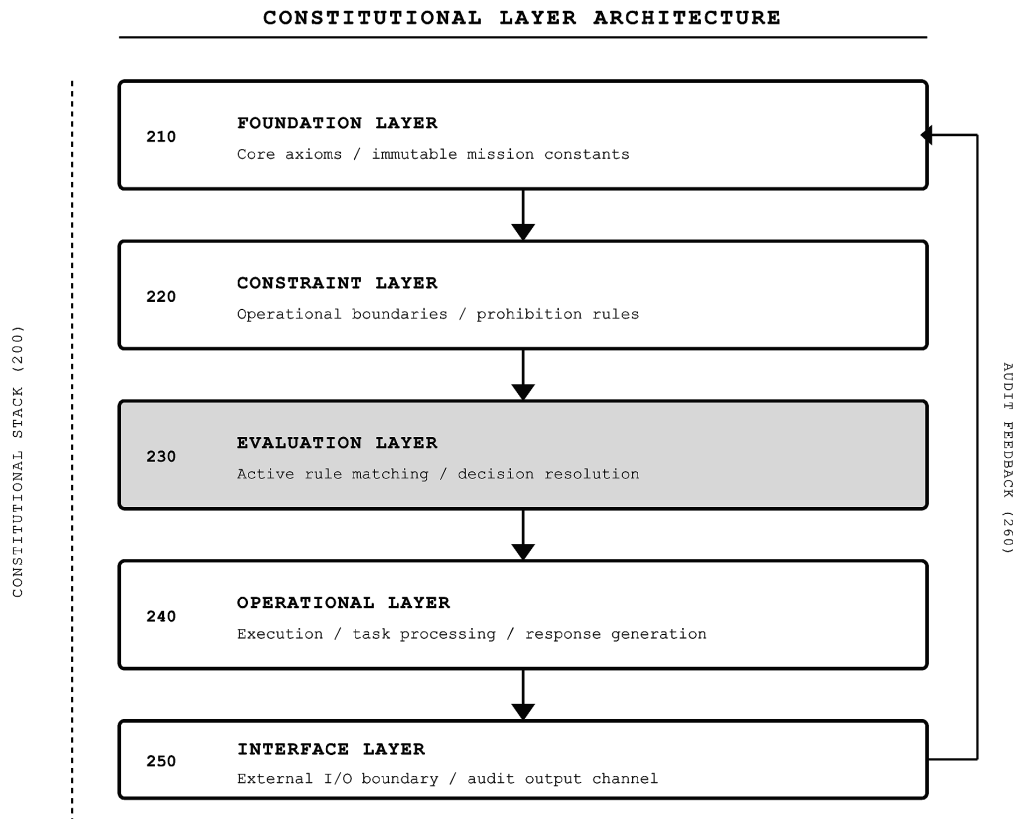 CONSTITUTIONAL LAYER ARCHITECTURE
210
FOUNDATION LAYER
Core axioms / immutable mission constants
220
CONSTRAINT LAYER
Operational boundaries / prohibition rules
230
EVALUATION LAYER
Active rule matching / decision resolution
240
OPERATIONAL LAYER
Execution / task processing / response generation
250
INTERFACE LAYER
External I/O boundary / audit output channel
CONSTITUTIONAL STACK (200)
AUDIT FEEDBACK (260)